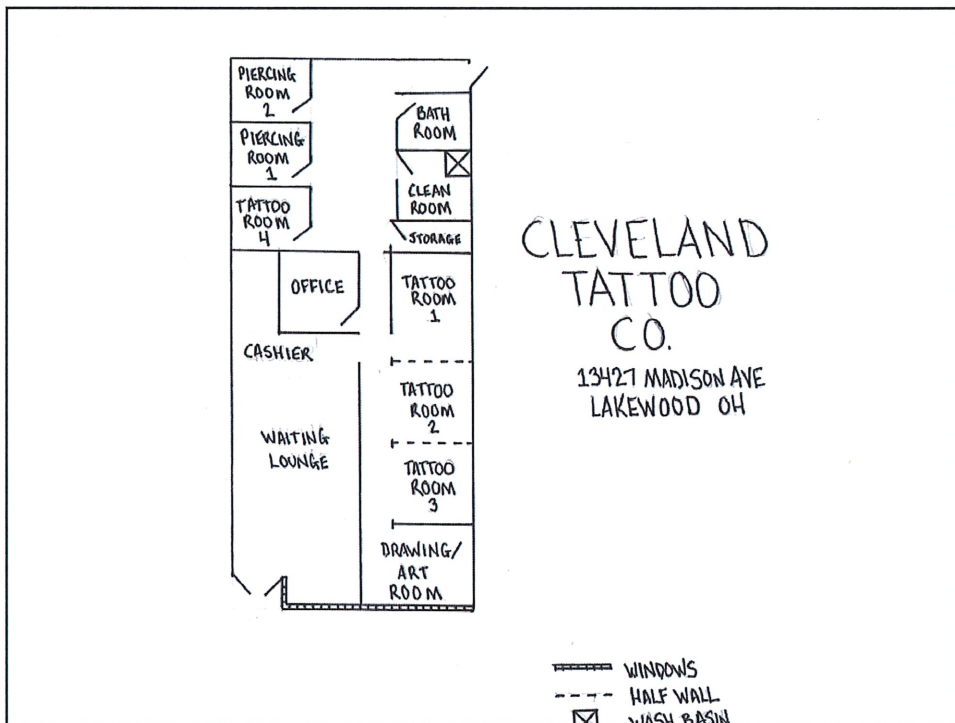 PIERCING
ROOM
2
BATH
ROOM
PIERCING
ROOM
1
CLEAN
ROOM
TATTOO
ROOM
4
STORAGE
OFFICE
TATTOO
ROOM
1
CASHIER
TATTOO
ROOM
2
WAITING
LOUNGE
TATTOO
ROOM
3
DRAWING/
ART
ROOM
CLEVELAND
TATTOO
CO.
13427 MADISON AVE
LAKEWOOD OH
WINDOWS
HALF WALL
WASH BASIN